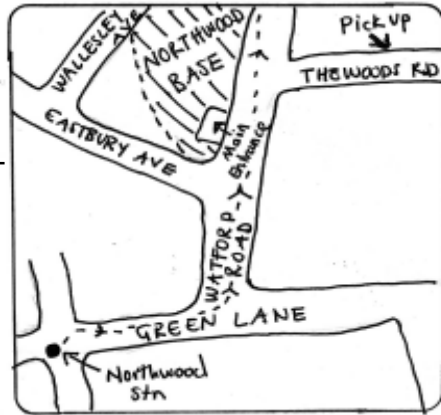 Pick up
WALLESLEY AVE
NORTHWOOD
BASE
THEWOODS RD
EASTBURY AVE
Main
Entrance
WATFORD
ROAD
GREEN LANE
Northwood
Stn